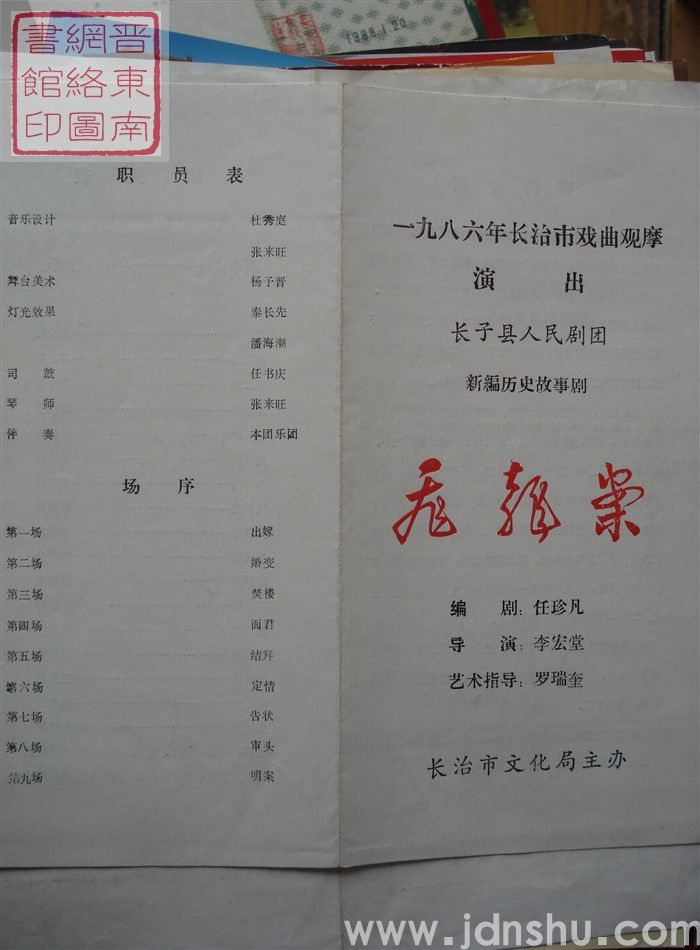 晋東南
網絡圖
書館印
1986.1.20
职员表
音乐设计 杜秀庭
张来旺
舞台美术 杨予晋
灯光效果 秦长先
潘海潮
司鼓 任书庆
琴师 张来旺
伴奏 本团乐团
场序
第一场 出嫁
第二场 婚变
第三场 焚楼
第四场 面君
第五场 结拜
第六场 定情
第七场 告状
第八场 审头
第九场 明案
一九八六年长治市戏曲观摩
演出
长子县人民剧团
新编历史故事剧
编剧：任珍凡
导演：李宏堂
艺术指导：罗瑞奎
长治市文化局主办
www.jdnshu.com